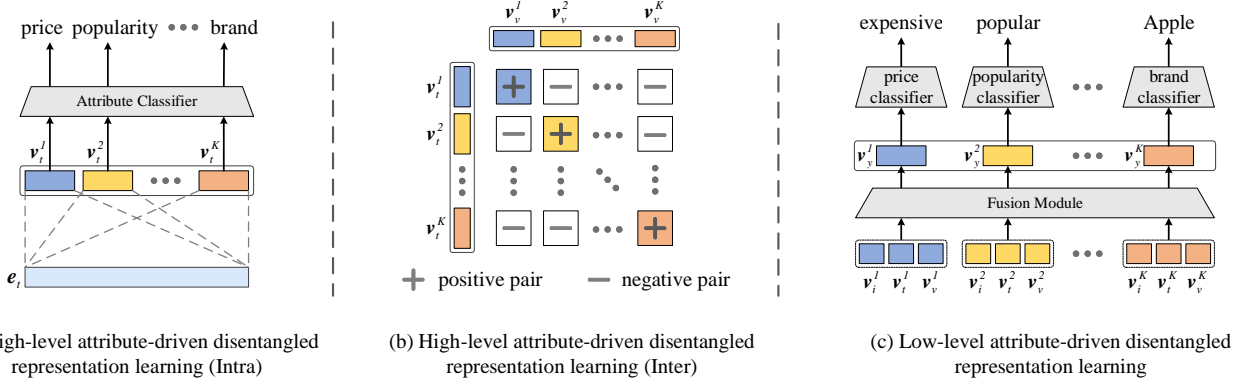 price popularity brand
Attribute Classifier
v_t^1 v_t^2 v_t^K
e_t
igh-level attribute-driven disentangled
representation learning (Intra)
v_v^1 v_v^2 v_v^K
v_t^1
v_t^2
v_t^K
positive pair negative pair
(b) High-level attribute-driven disentangled
representation learning (Inter)
expensive popular Apple
price classifier popularity classifier brand classifier
v_y^1 v_y^2 v_y^K
Fusion Module
v_i^1 v_t^1 v_v^1 v_i^2 v_t^2 v_v^2 v_i^K v_t^K v_v^K
(c) Low-level attribute-driven disentangled
representation learning